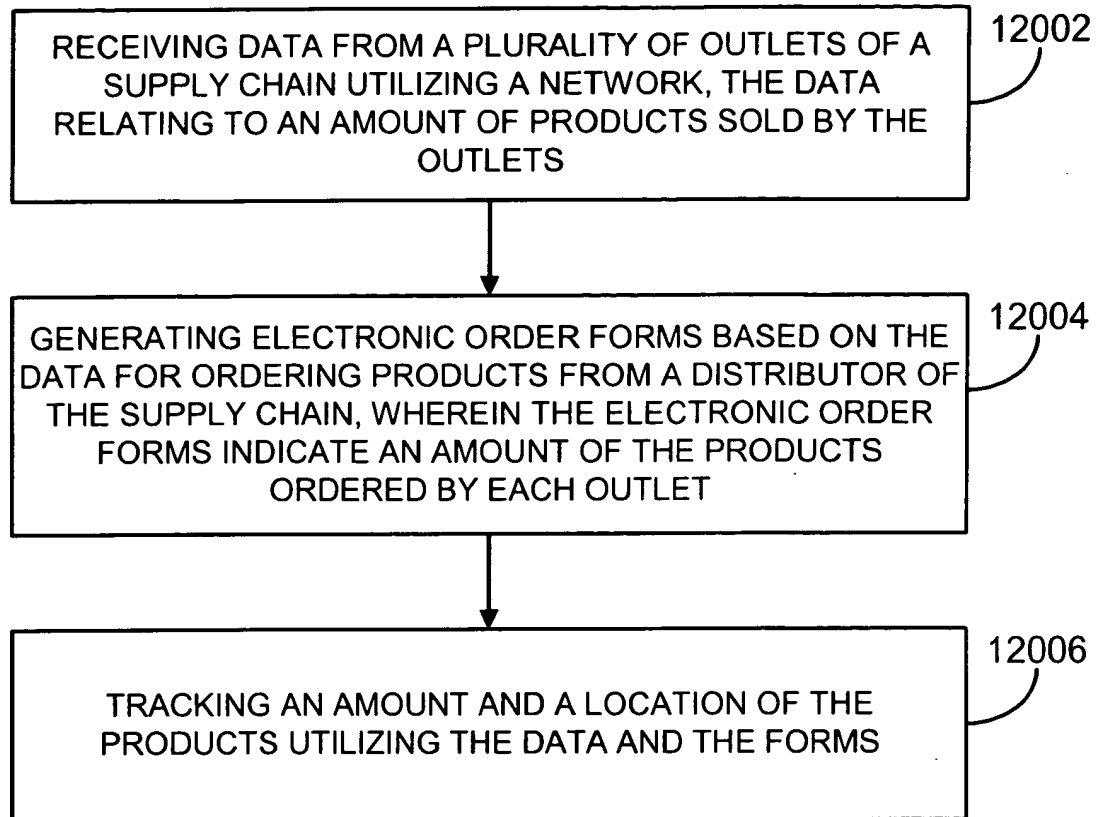 RECEIVING DATA FROM A PLURALITY OF OUTLETS OF A
SUPPLY CHAIN UTILIZING A NETWORK, THE DATA
RELATING TO AN AMOUNT OF PRODUCTS SOLD BY THE
OUTLETS
12002
GENERATING ELECTRONIC ORDER FORMS BASED ON THE
DATA FOR ORDERING PRODUCTS FROM A DISTRIBUTOR OF
THE SUPPLY CHAIN, WHEREIN THE ELECTRONIC ORDER
FORMS INDICATE AN AMOUNT OF THE PRODUCTS
ORDERED BY EACH OUTLET
12004
TRACKING AN AMOUNT AND A LOCATION OF THE
PRODUCTS UTILIZING THE DATA AND THE FORMS
12006